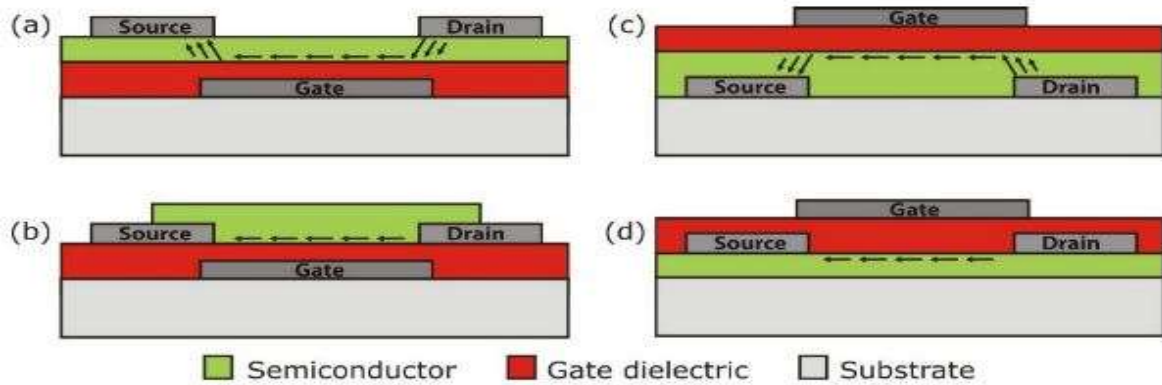 (a) Source Drain
Gate
(c) Gate
Source Drain
(b) Source Drain
Gate
(d) Gate
Source Drain
Semiconductor Gate dielectric Substrate